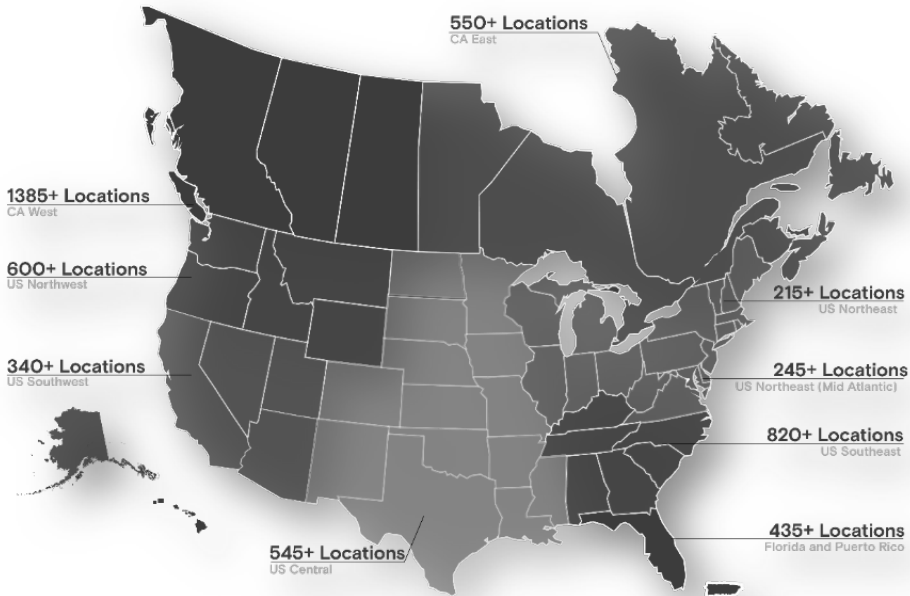 550+ Locations
CA East
1385+ Locations
CA West
600+ Locations
US Northwest
215+ Locations
US Northeast
340+ Locations
US Southwest
245+ Locations
US Northeast (Mid Atlantic)
820+ Locations
US Southeast
435+ Locations
Florida and Puerto Rico
545+ Locations
US Central